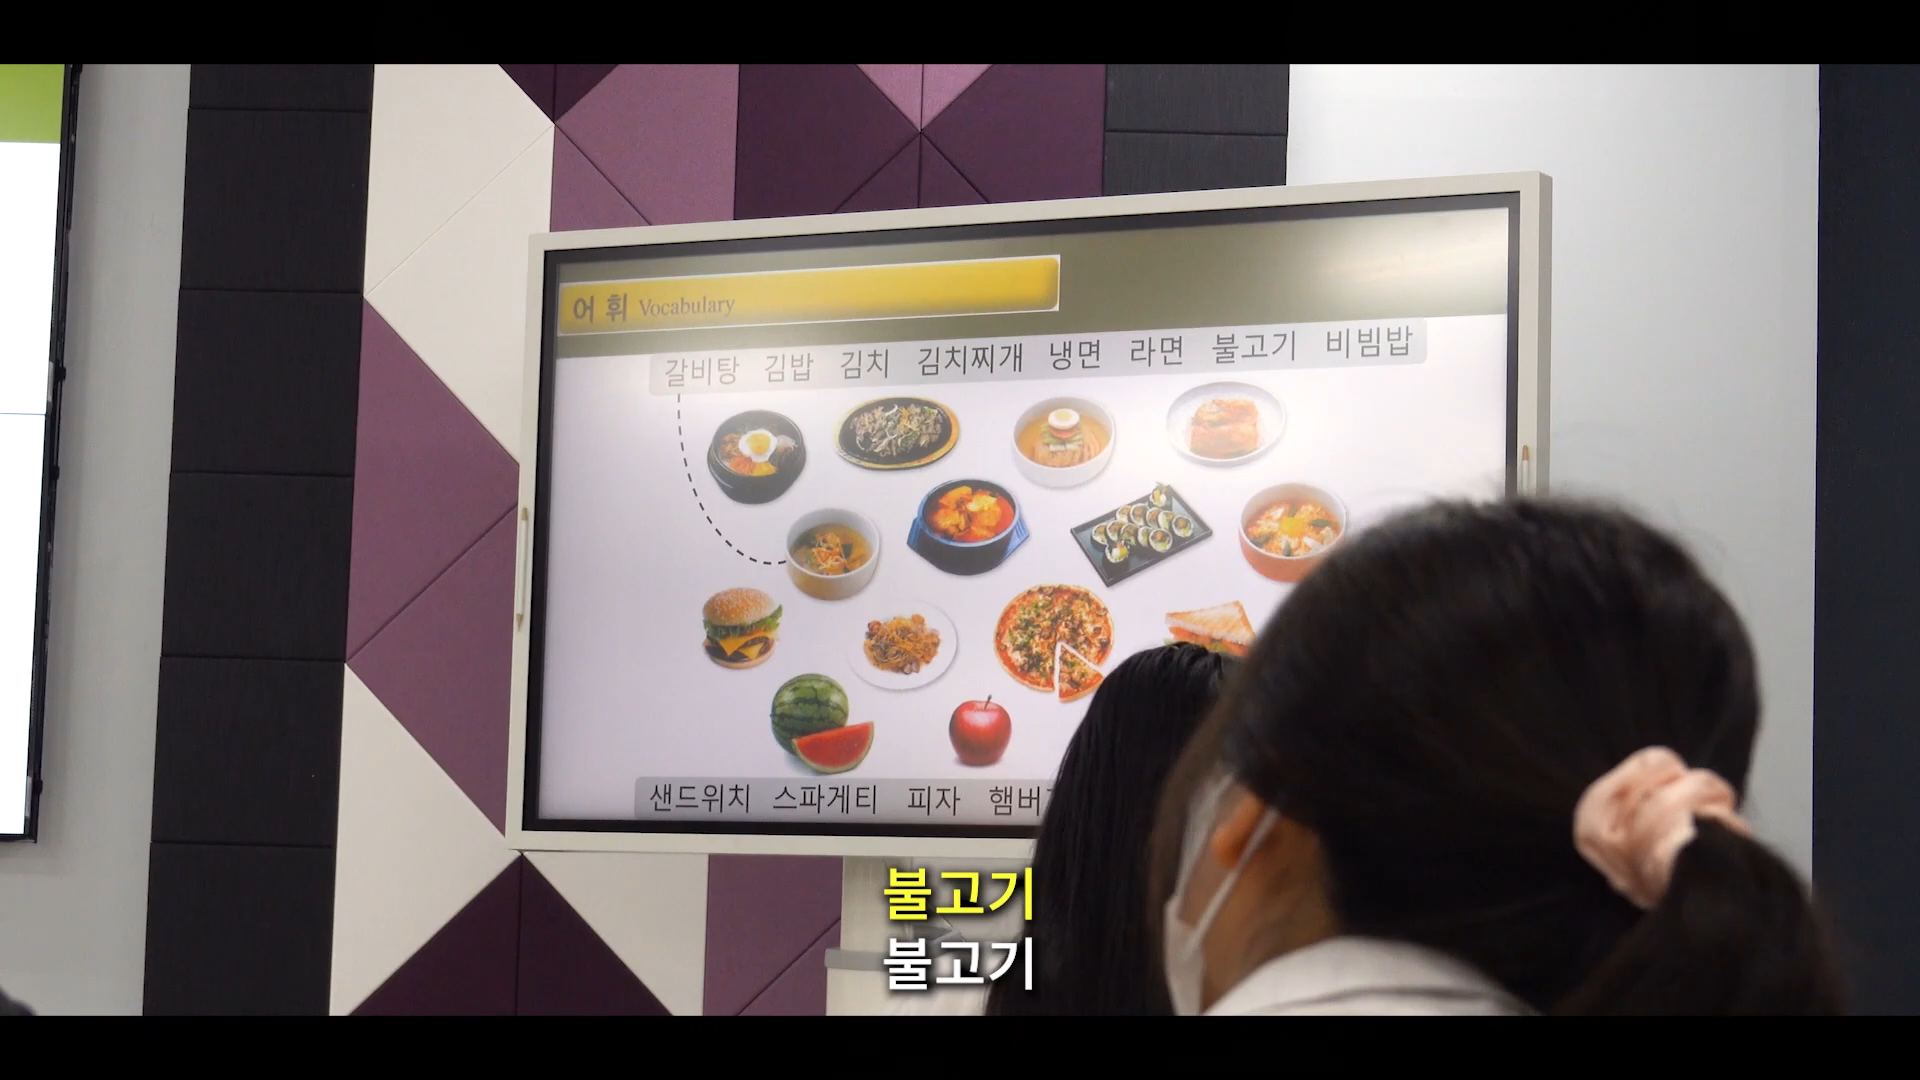 어휘 Vocabulary
갈비탕 김밥 김치 김치찌개 냉면 라면 불고기 비빔밥
샌드위치 스파게티 피자
불고기
불고기